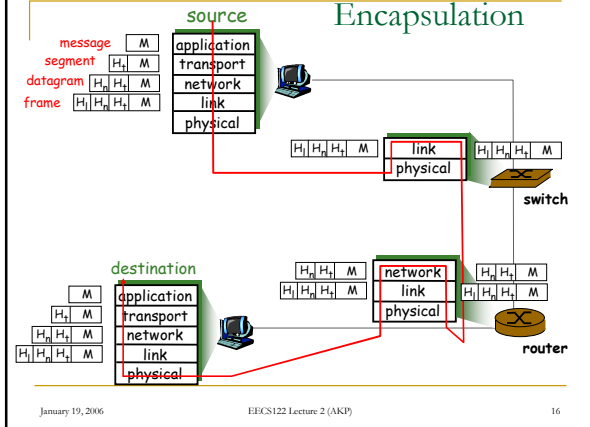 Encapsulation
source
message M
segment Ht M
datagram Hn Ht M
frame Hl Hn Ht M
application
transport
network
link
physical
Hl Hn Ht M
link
physical
Hl Hn Ht M
switch
destination
M
Ht M
Hn Ht M
Hl Hn Ht M
application
transport
network
link
physical
Hn Ht M
Hl Hn Ht M
network
link
physical
Hn Ht M
Hl Hn Ht M
router
January 19, 2006 EECS122 Lecture 2 (AKP) 16